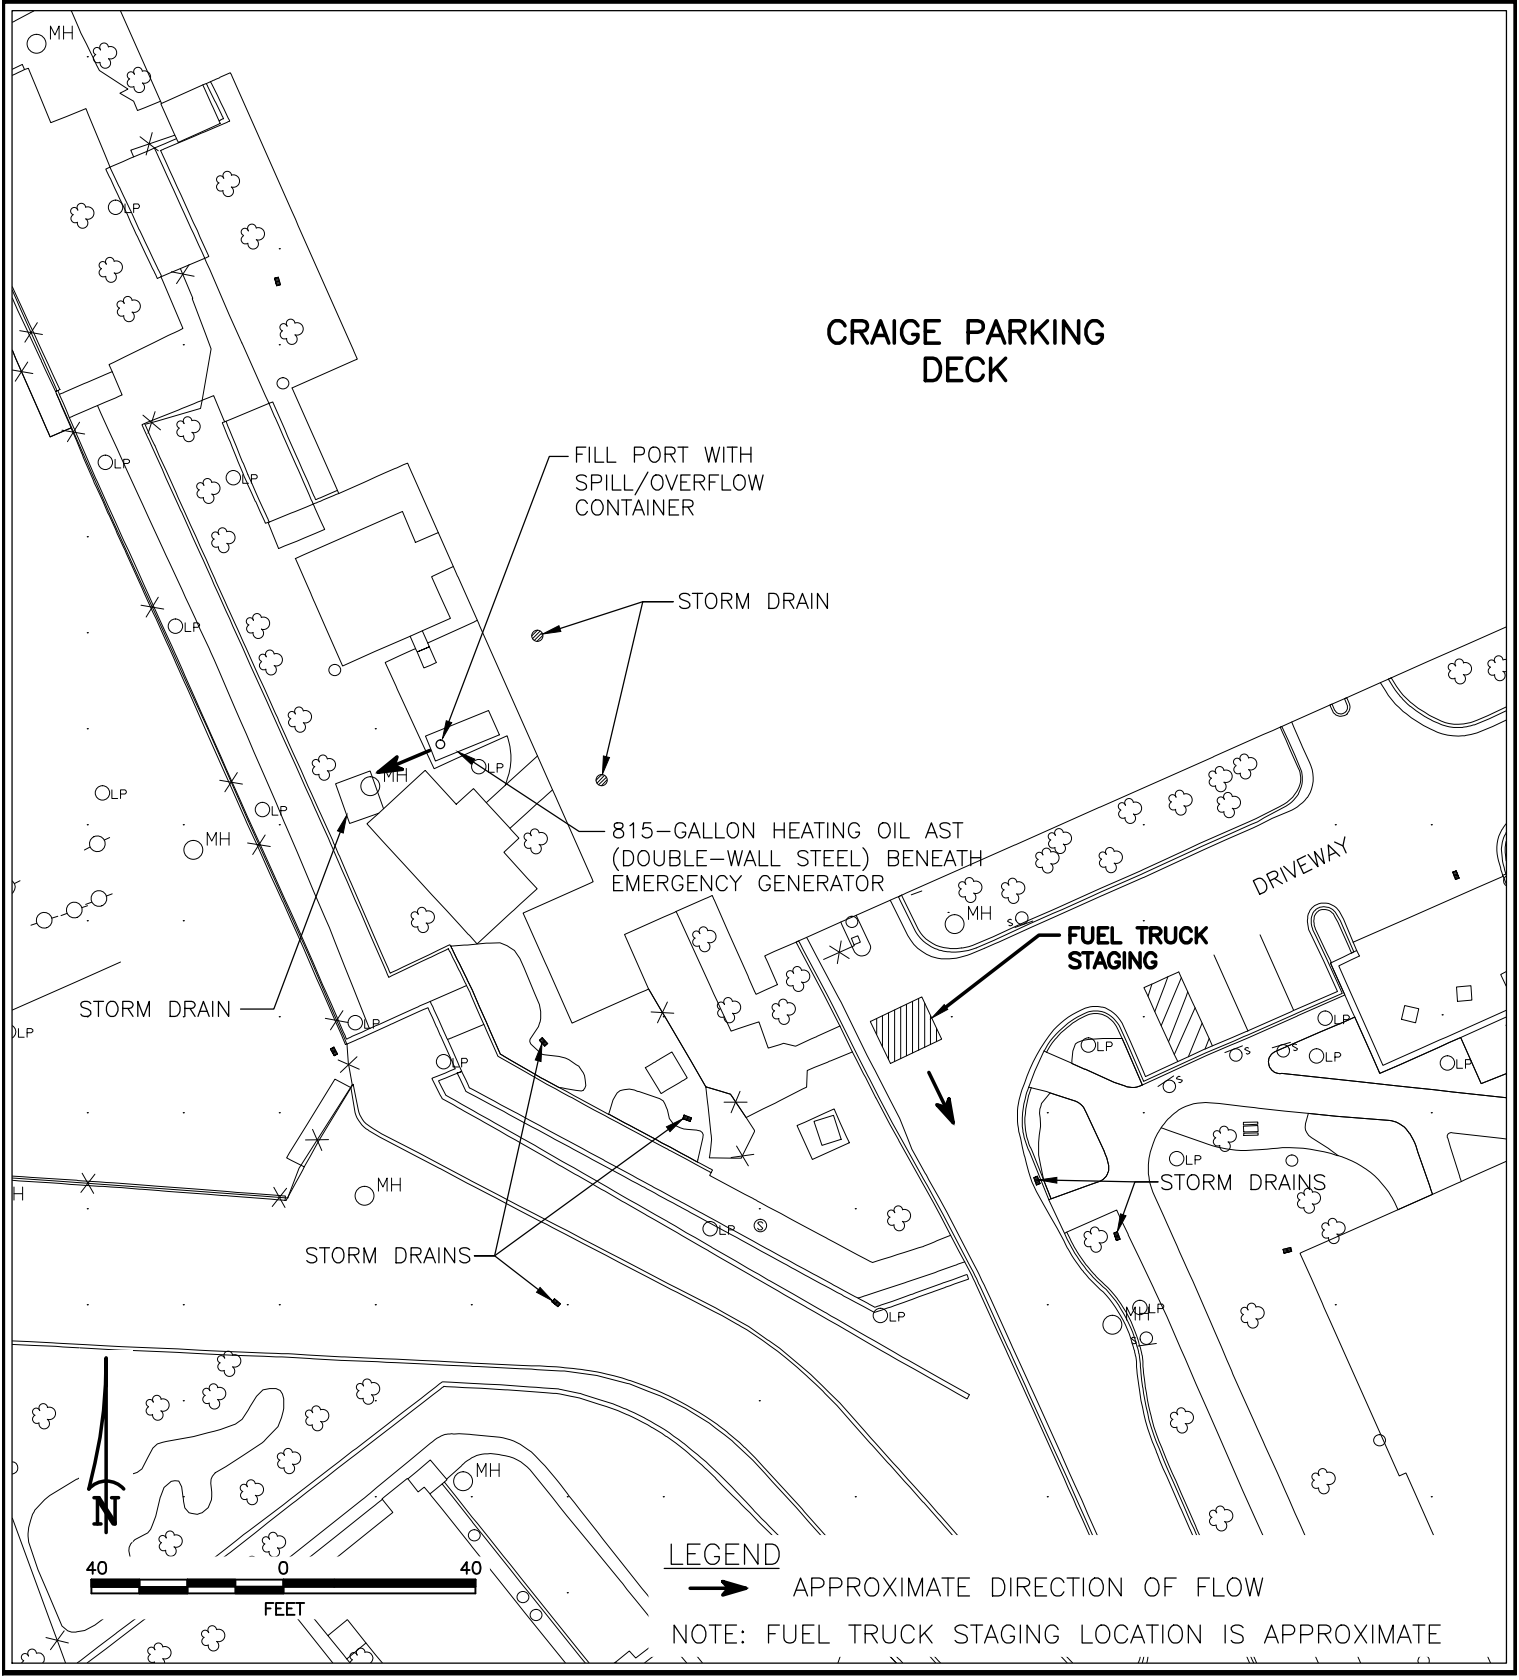 MH
LP
CRAIGE PARKING
DECK
FILL PORT WITH
SPILL/OVERFLOW
CONTAINER
LP
LP
STORM DRAIN
LP
MH
LP
LP
LP
MH
815-GALLON HEATING OIL AST
(DOUBLE-WALL STEEL) BENEATH
EMERGENCY GENERATOR
DRIVEWAY
MH
S
S
FUEL TRUCK
STAGING
STORM DRAIN
LP
LP
LP
LP
S
S
LP
LP
S
LP
STORM DRAINS
MH
H
LP
S
STORM DRAINS
LP
MH
LP
S
MH
N
LEGEND
40 0 40
FEET
APPROXIMATE DIRECTION OF FLOW
NOTE: FUEL TRUCK STAGING LOCATION IS APPROXIMATE